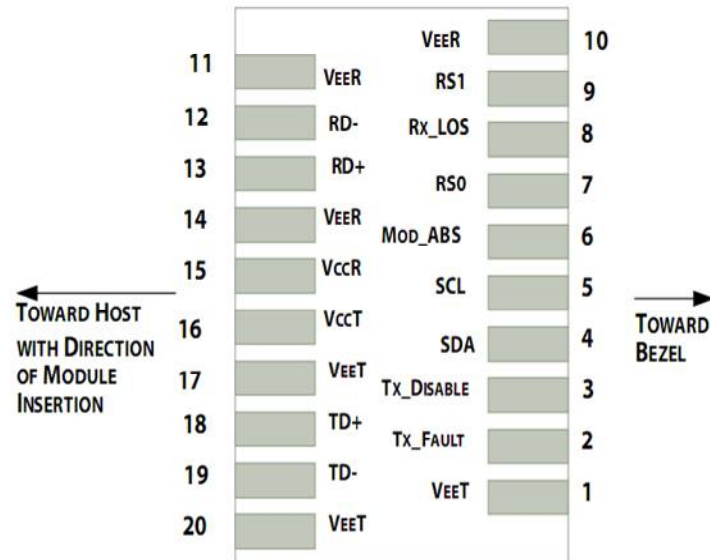 VEER 10
11 VEER
RS1 9
12 RD-
RX_LOS 8
13 RD+
RS0 7
14 VEER
MOD_ABS 6
15 VCCR
SCL 5
TOWARD HOST
WITH DIRECTION
OF MODULE
INSERTION
16 VCCT
SDA 4
TOWARD
BEZEL
17 VEET
TX_DISABLE 3
18 TD+
TX_FAULT 2
19 TD-
VEET 1
20 VEET